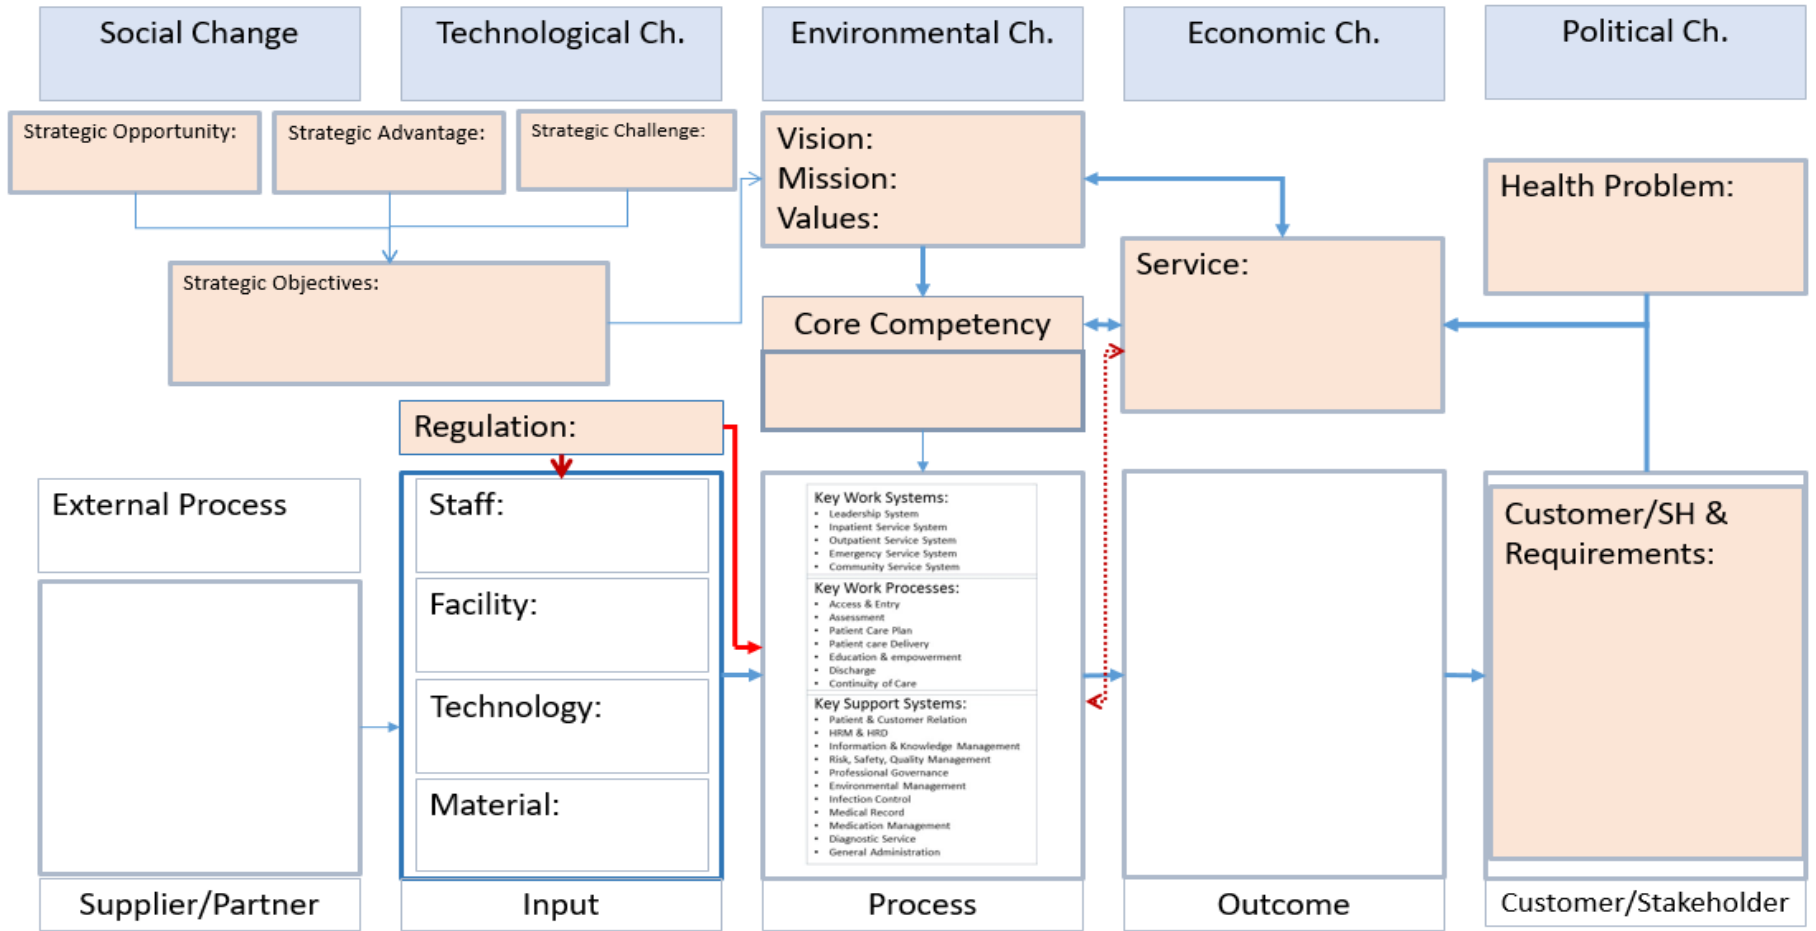 Social Change
Technological Ch.
Environmental Ch.
Economic Ch.
Political Ch.
Strategic Opportunity:
Strategic Advantage:
Strategic Challenge:
Vision:
Mission:
Values:
Health Problem:
Strategic Objectives:
Service:
Core Competency
Regulation:
External Process
Staff:
Facility:
Technology:
Material:
Key Work Systems:
• Leadership System
• Inpatient Service System
• Outpatient Service System
• Emergency Service System
• Community Service System
Key Work Processes:
• Access & Entry
• Assessment
• Patient Care Plan
• Patient care Delivery
• Education & empowerment
• Discharge
• Continuity of Care
Key Support Systems:
• Patient & Customer Relation
• HRM & HRD
• Information & Knowledge Management
• Risk, Safety, Quality Management
• Professional Governance
• Environmental Management
• Infection Control
• Medical Record
• Medication Management
• Diagnostic Service
• General Administration
Customer/SH &
Requirements:
Supplier/Partner
Input
Process
Outcome
Customer/Stakeholder